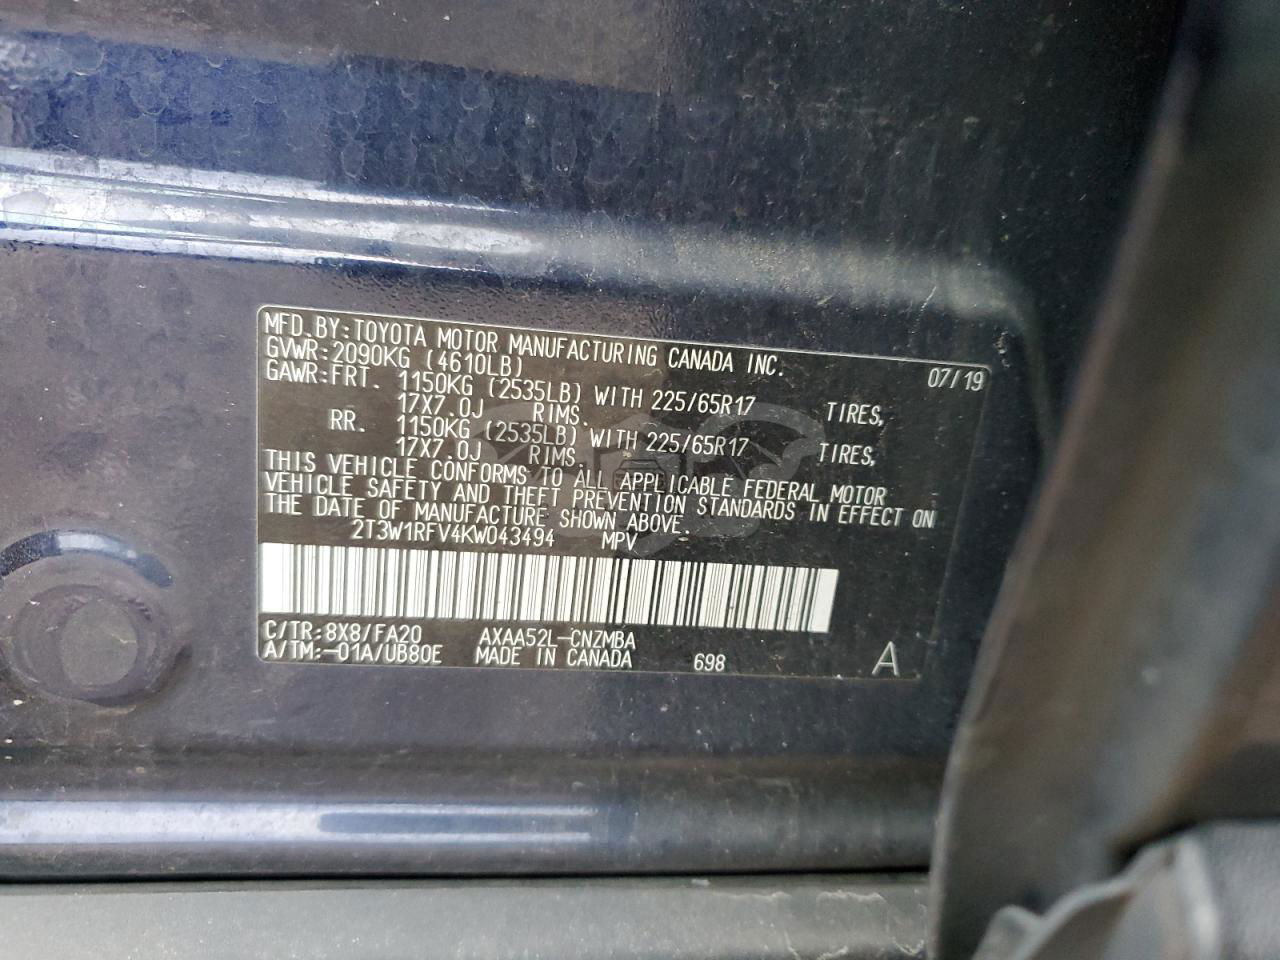 MFD.BY:TOYOTA MOTOR MANUFACTURING CANADA INC.
GVWR:2090KG (4610LB) 07/19
GAWR:FRT. 1150KG (2535LB) WITH 225/65R17 TIRES,
17X7.0J RIMS.
RR. 1150KG (2535LB) WITH 225/65R17 TIRES,
17X7.0J RIMS.
THIS VEHICLE CONFORMS TO ALL APPLICABLE FEDERAL MOTOR
VEHICLE SAFETY AND THEFT PREVENTION STANDARDS IN EFFECT ON
THE DATE OF MANUFACTURE SHOWN ABOVE.
2T3W1RFV4KW043494 MPV
C/TR:8X8/FA20 AXAA52L-CNZMBA
A/TM:-01A/UB80E MADE IN CANADA 698 A